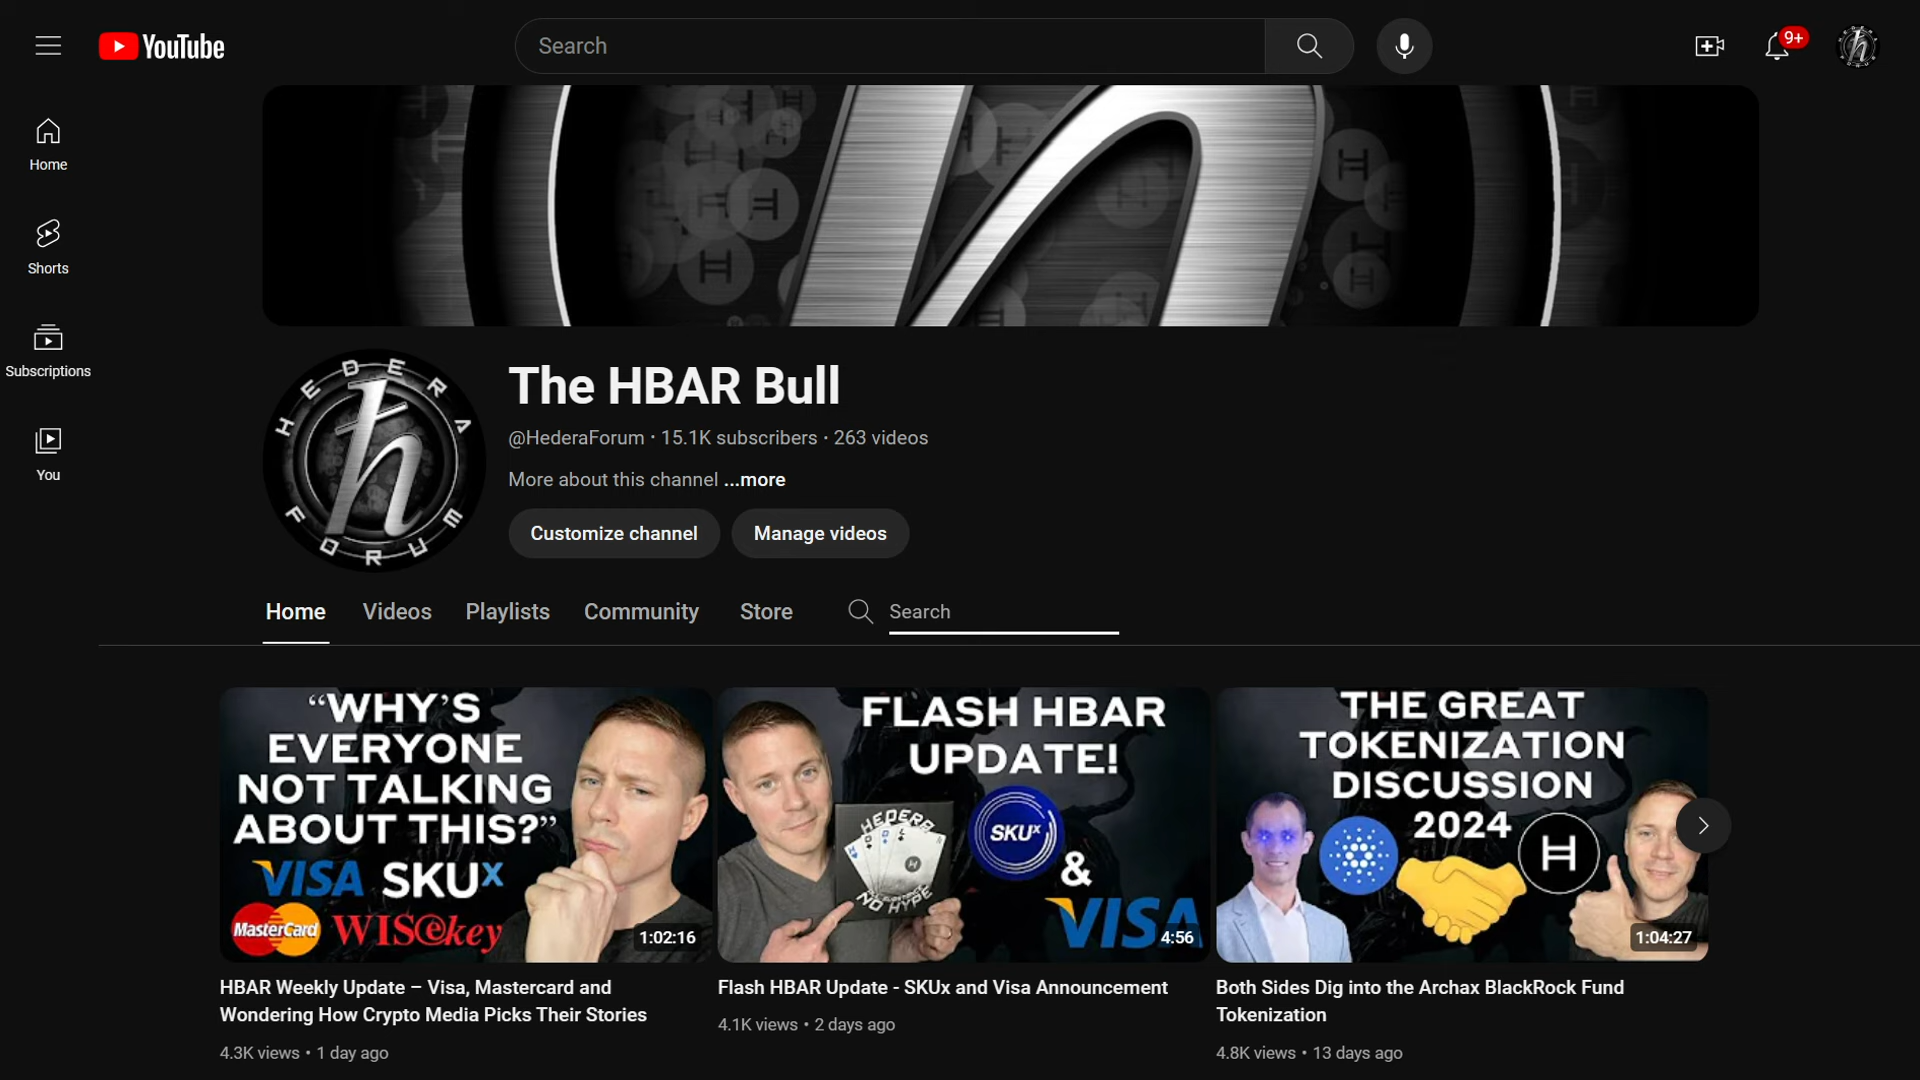 YouTube
Search
9+
Home
Shorts
Subscriptions
You
HEDERA
ħ
FORUM
The HBAR Bull
@HederaForum · 15.1K subscribers · 263 videos
More about this channel ...more
Customize channel
Manage videos
Home
Videos
Playlists
Community
Store
Search
“WHY’S
EVERYONE
NOT TALKING
ABOUT THIS?”
VISA SKUx
MasterCard WISekey
1:02:16
HBAR Weekly Update – Visa, Mastercard and
Wondering How Crypto Media Picks Their Stories
4.3K views • 1 day ago
FLASH HBAR
UPDATE!
HEDERA
NO HYPE
SKUx
&
VISA
4:56
Flash HBAR Update - SKUx and Visa Announcement
4.1K views • 2 days ago
THE GREAT
TOKENIZATION
DISCUSSION
2024
H
1:04:27
Both Sides Dig into the Archax BlackRock Fund
Tokenization
4.8K views • 13 days ago